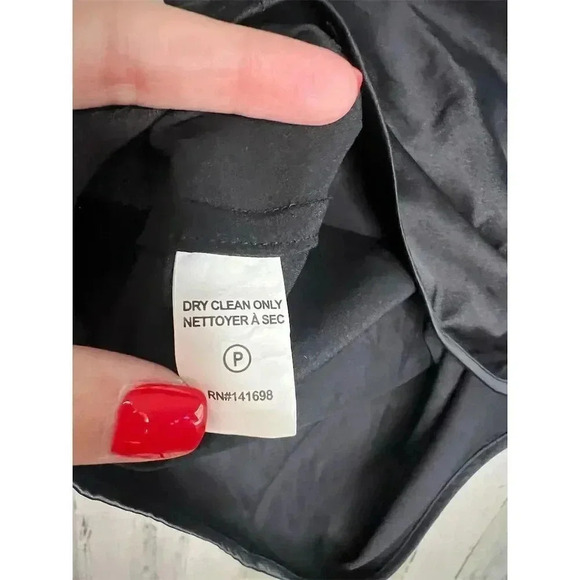 DRY CLEAN ONLY
NETTOYER À SEC
P
RN#141698